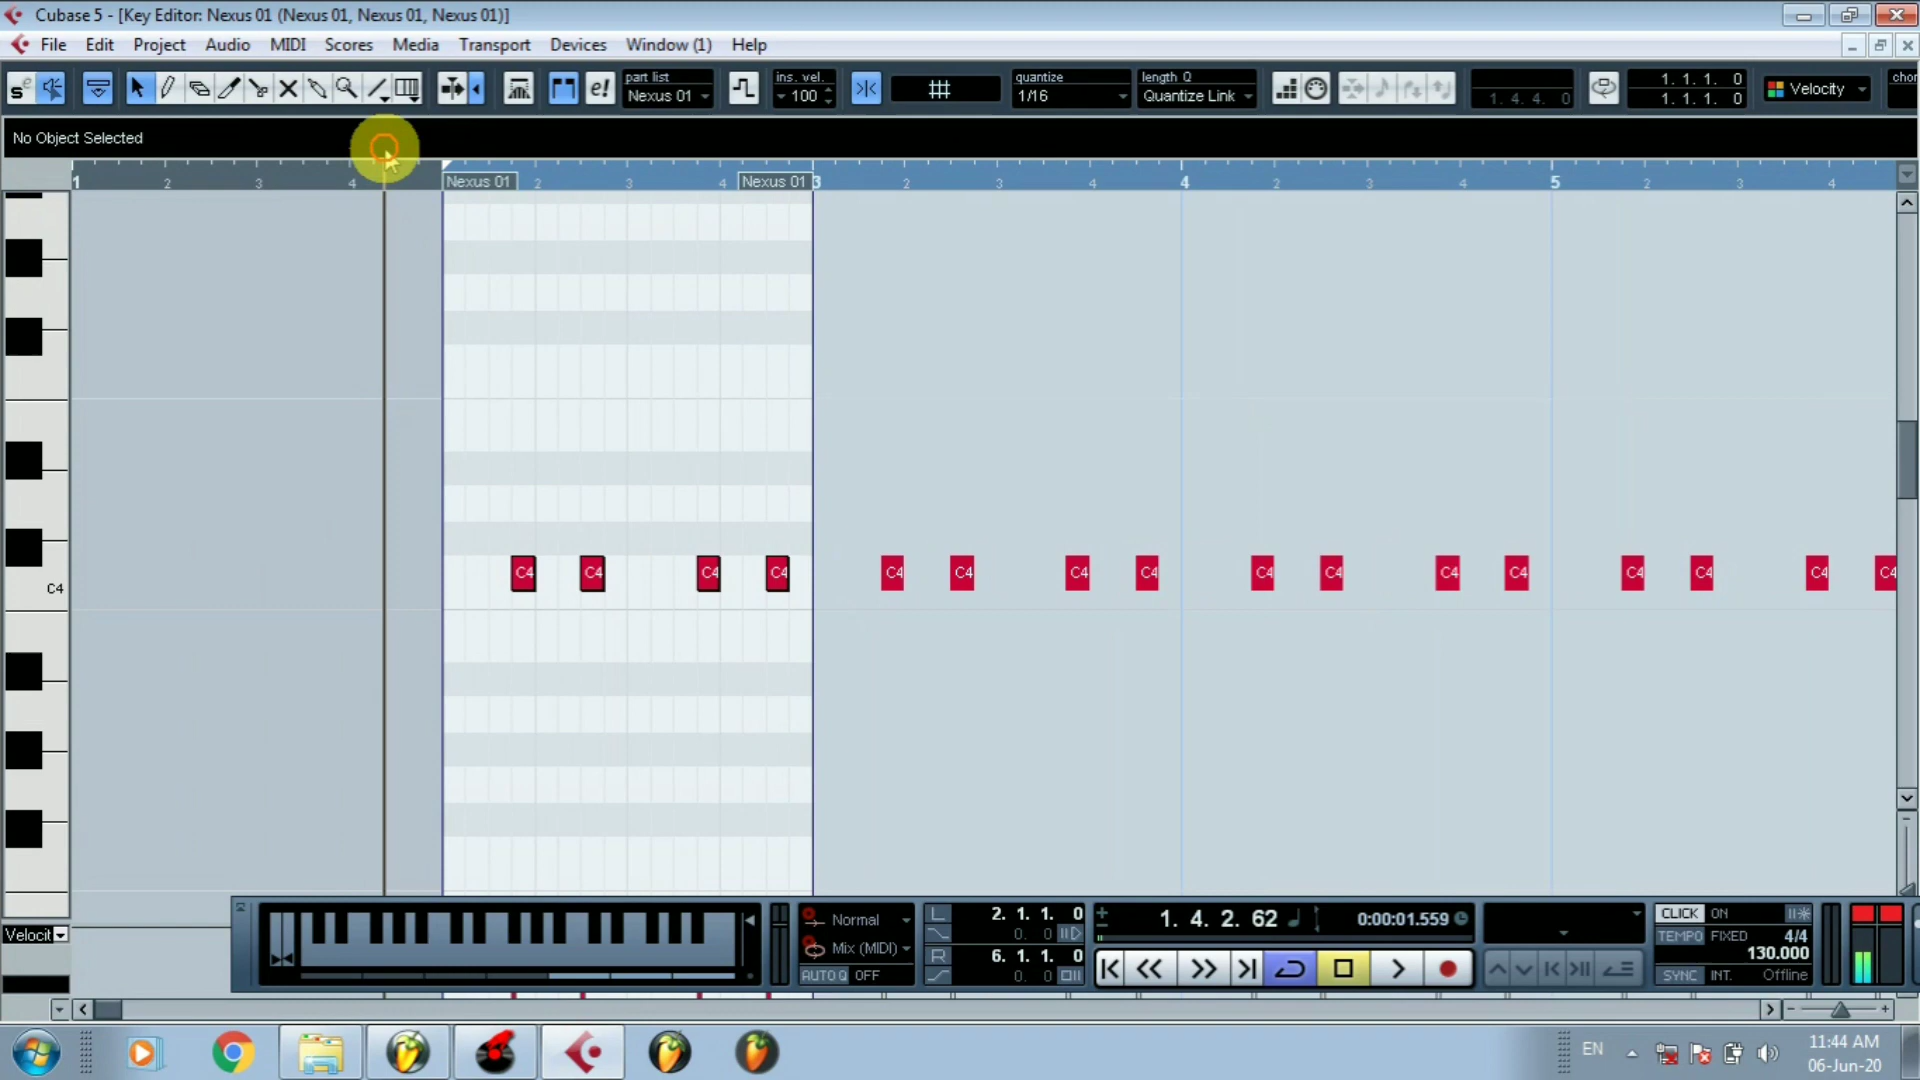 Cubase 5 - [Key Editor: Nexus 01 (Nexus 01, Nexus 01, Nexus 01)]
File Edit Project Audio MIDI Scores Media Transport Devices Window (1) Help
part list ins. vel. quantize length Q chor
Nexus 01 100 1/16 Quantize Link 1. 4. 4. 0 1. 1. 1. 0 Velocity
1. 1. 1. 0
No Object Selected
1 2 3 4 Nexus 01 2 3 4 Nexus 01 3 2 3 4 4 2 3 4 5 2 3 4
C4 C4 C4 C4 C4 C4 C4 C4 C4 C4 C4 C4 C4 C4 C4 C4
C4
Velocit
Normal L 2. 1. 1. 0 1. 4. 2. 62 0:00:01.559 CLICK ON
0. 0 TEMPO FIXED 4/4
Mix (MIDI) R 6. 1. 1. 0 130.000
AUTO Q OFF 0. 0 SYNC INT. Offline
EN 11:44 AM
06-Jun-20